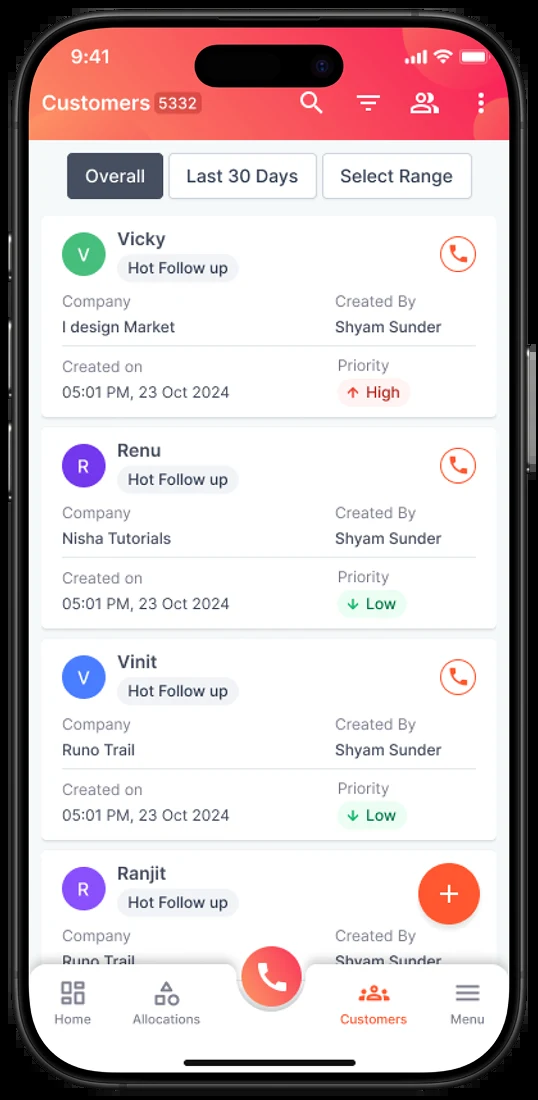 9:41
Customers 5332
Overall Last 30 Days Select Range
V Vicky
Hot Follow up
Company Created By
I design Market Shyam Sunder
Created on Priority
05:01 PM, 23 Oct 2024 High
R Renu
Hot Follow up
Company Created By
Nisha Tutorials Shyam Sunder
Created on Priority
05:01 PM, 23 Oct 2024 Low
V Vinit
Hot Follow up
Company Created By
Runo Trail Shyam Sunder
Created on Priority
05:01 PM, 23 Oct 2024 Low
R Ranjit
Hot Follow up
Company Created By
Runo Trail Shyam Sunder
Home Allocations Customers Menu